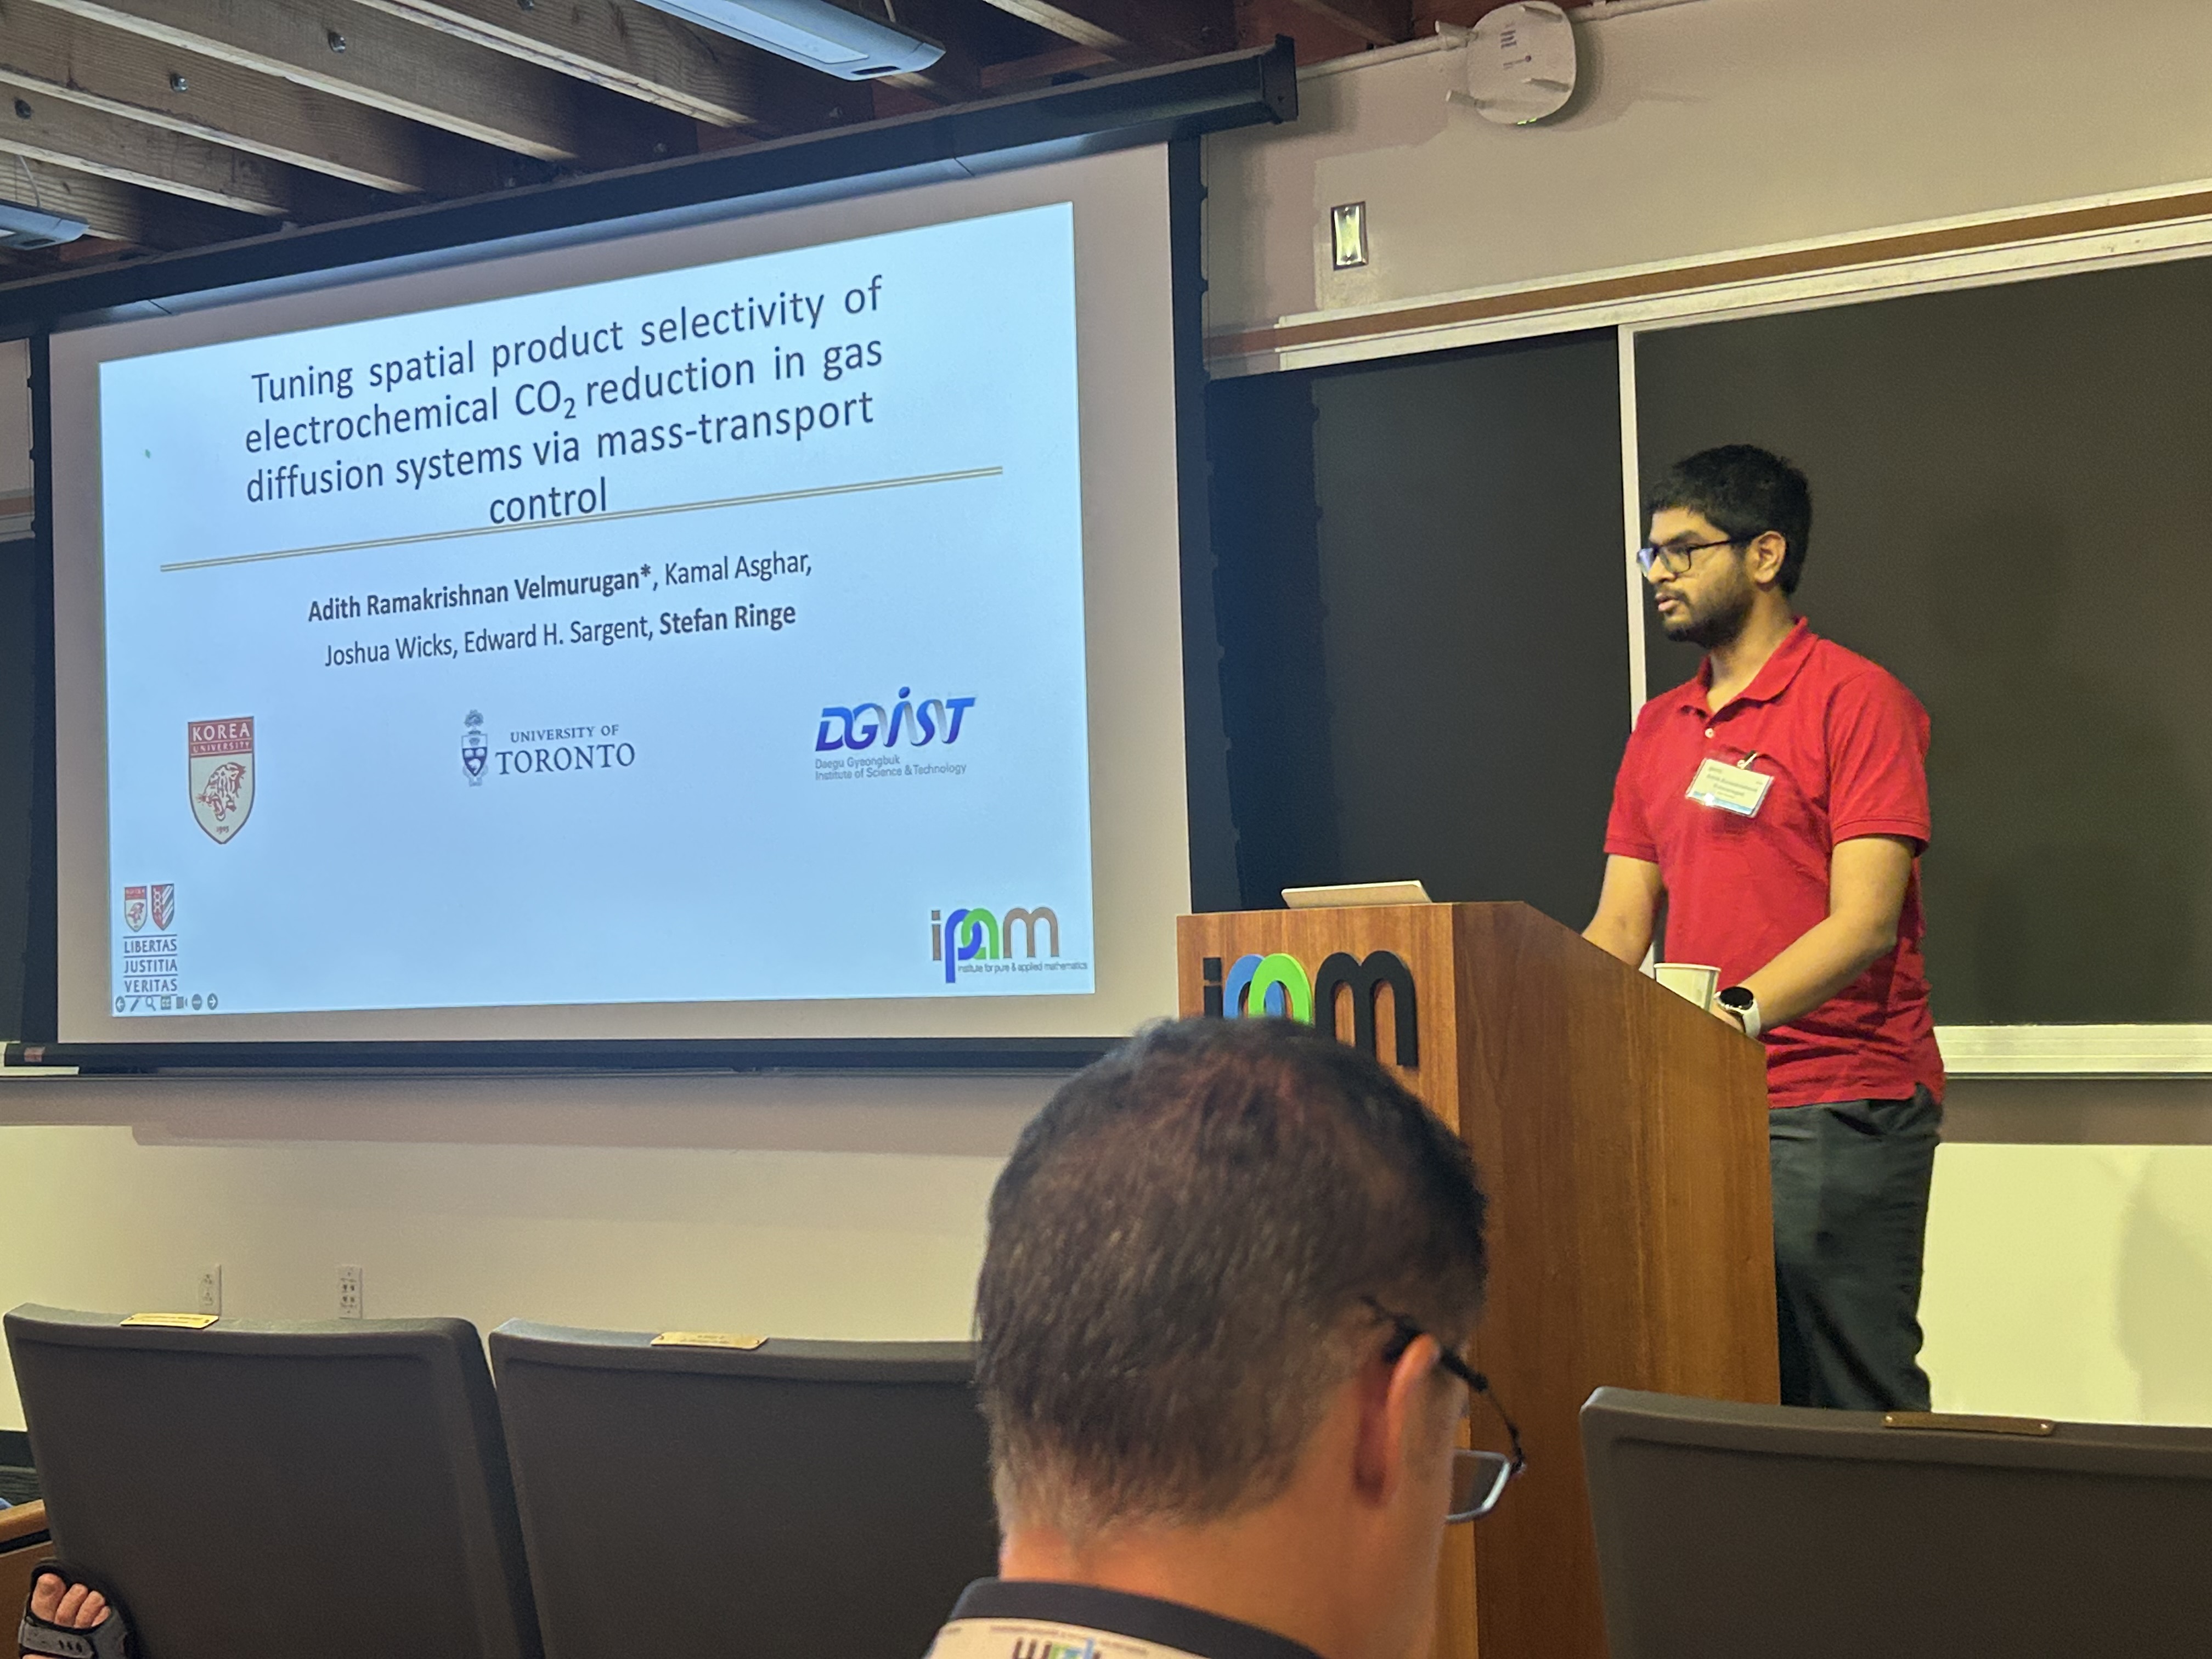 Tuning spatial product selectivity of
electrochemical CO₂ reduction in gas
diffusion systems via mass-transport
control
Adith Ramakrishnan Velmurugan*, Kamal Asghar,
Joshua Wicks, Edward H. Sargent, Stefan Ringe
KOREA
UNIVERSITY
1905
UNIVERSITY OF
TORONTO
DGIST
Daegu Gyeongbuk
Institute of Science & Technology
LIBERTAS
JUSTITIA
VERITAS
ipam
institute for pure & applied mathematics
ipam